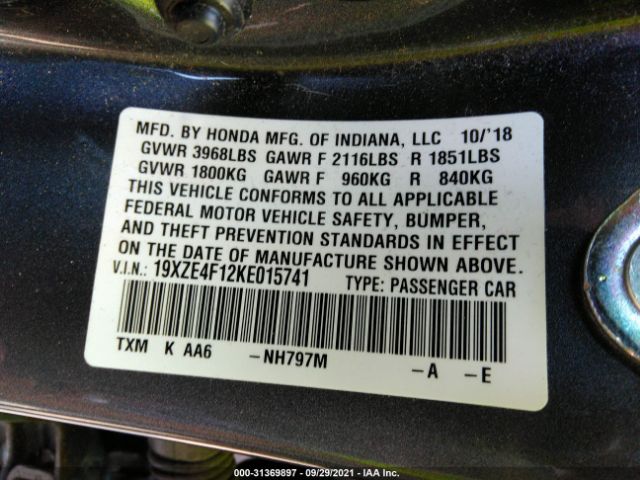 MFD. BY HONDA MFG. OF INDIANA, LLC 10/'18
GVWR 3968LBS GAWR F 2116LBS R 1851LBS
GVWR 1800KG GAWR F 960KG R 840KG
THIS VEHICLE CONFORMS TO ALL APPLICABLE
FEDERAL MOTOR VEHICLE SAFETY, BUMPER,
AND THEFT PREVENTION STANDARDS IN EFFECT
ON THE DATE OF MANUFACTURE SHOWN ABOVE.
V.I.N.: 19XZE4F12KE015741 TYPE: PASSENGER CAR
TXM K AA6 -NH797M -A -E
000-31369897 - 09/29/2021 - IAA Inc.